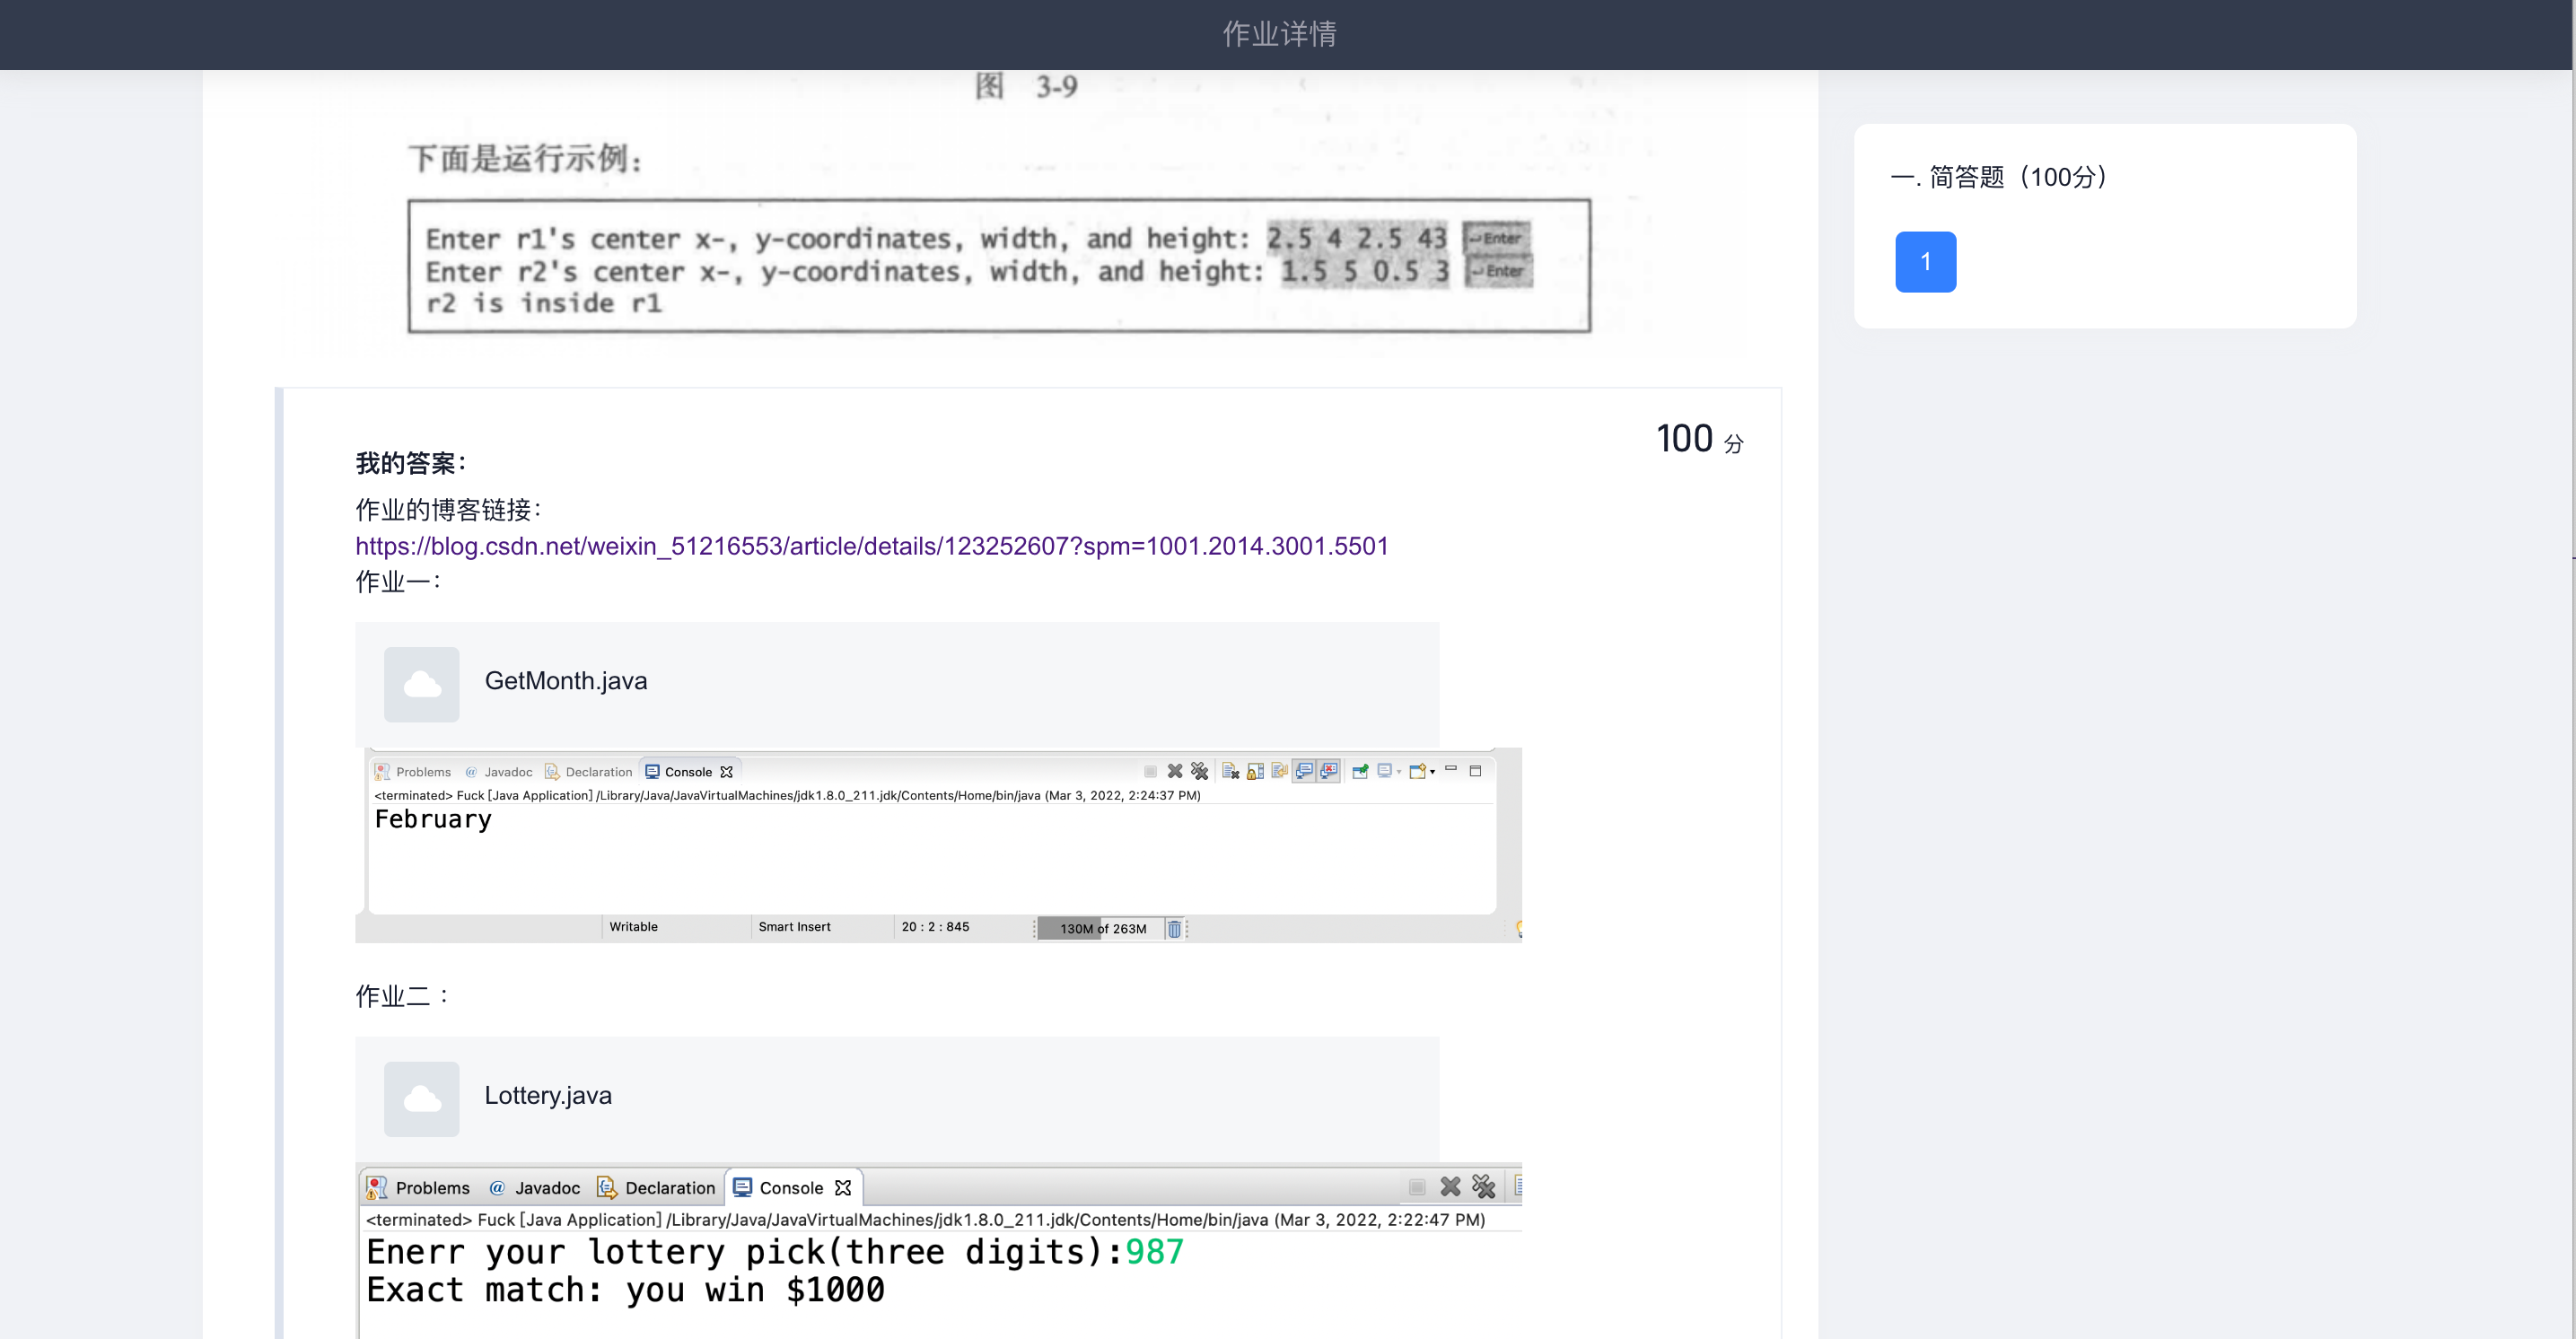 作业详情
图 3-9
下面是运行示例：
Enter r1's center x-, y-coordinates, width, and height: 2.5 4 2.5 43 Enter
Enter r2's center x-, y-coordinates, width, and height: 1.5 5 0.5 3 Enter
r2 is inside r1
一. 简答题（100分）
1
100 分
我的答案：
作业的博客链接：
https://blog.csdn.net/weixin_51216553/article/details/123252607?spm=1001.2014.3001.5501
作业一：
GetMonth.java
Problems @ Javadoc Declaration Console
<terminated> Fuck [Java Application] /Library/Java/JavaVirtualMachines/jdk1.8.0_211.jdk/Contents/Home/bin/java (Mar 3, 2022, 2:24:37 PM)
February
Writable Smart Insert 20 : 2 : 845 130M of 263M
作业二 ：
Lottery.java
Problems @ Javadoc Declaration Console
<terminated> Fuck [Java Application] /Library/Java/JavaVirtualMachines/jdk1.8.0_211.jdk/Contents/Home/bin/java (Mar 3, 2022, 2:22:47 PM)
Enerr your lottery pick(three digits):987
Exact match: you win $1000